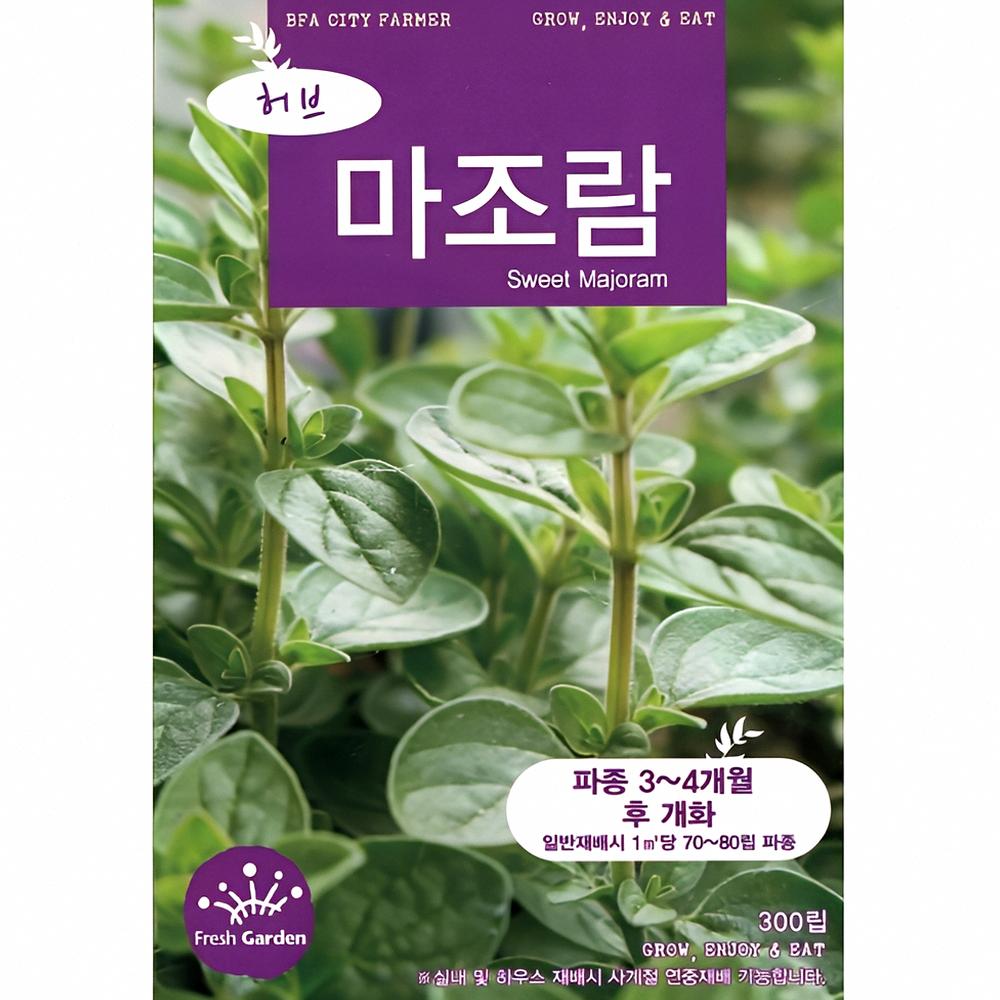 BFA CITY FARMER
GROW, ENJOY & EAT
허브
마조람
Sweet Majoram
파종 3~4개월
후 개화
일반재배시 1㎡당 70~80립 파종
Fresh Garden
300립
GROW, ENJOY & EAT
※실내 및 하우스 재배시 사계절 연중재배 가능합니다.